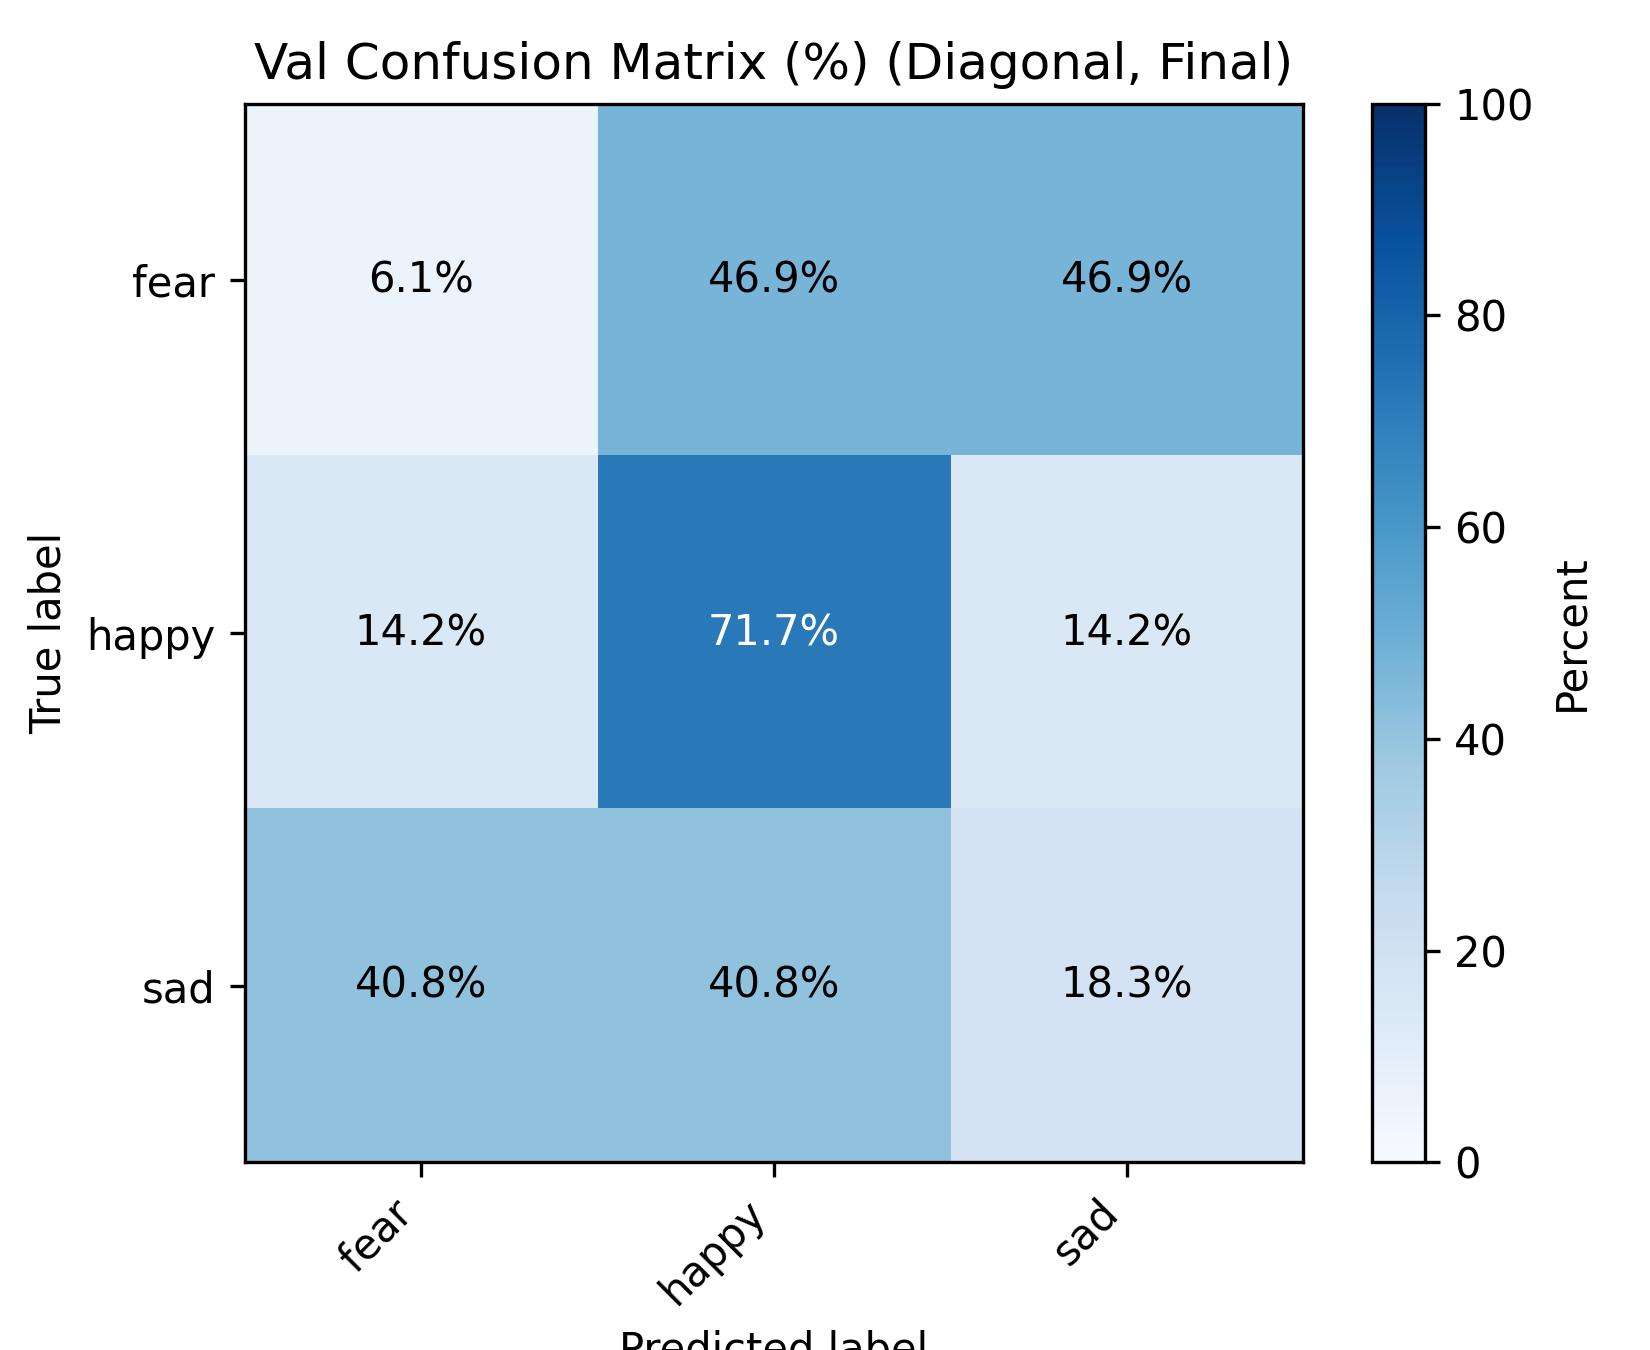 Val Confusion Matrix (%) (Diagonal, Final)
fear
6.1%
46.9%
46.9%
happy
14.2%
71.7%
14.2%
sad
40.8%
40.8%
18.3%
True label
fear
happy
sad
Predicted label
100
80
60
40
20
0
Percent